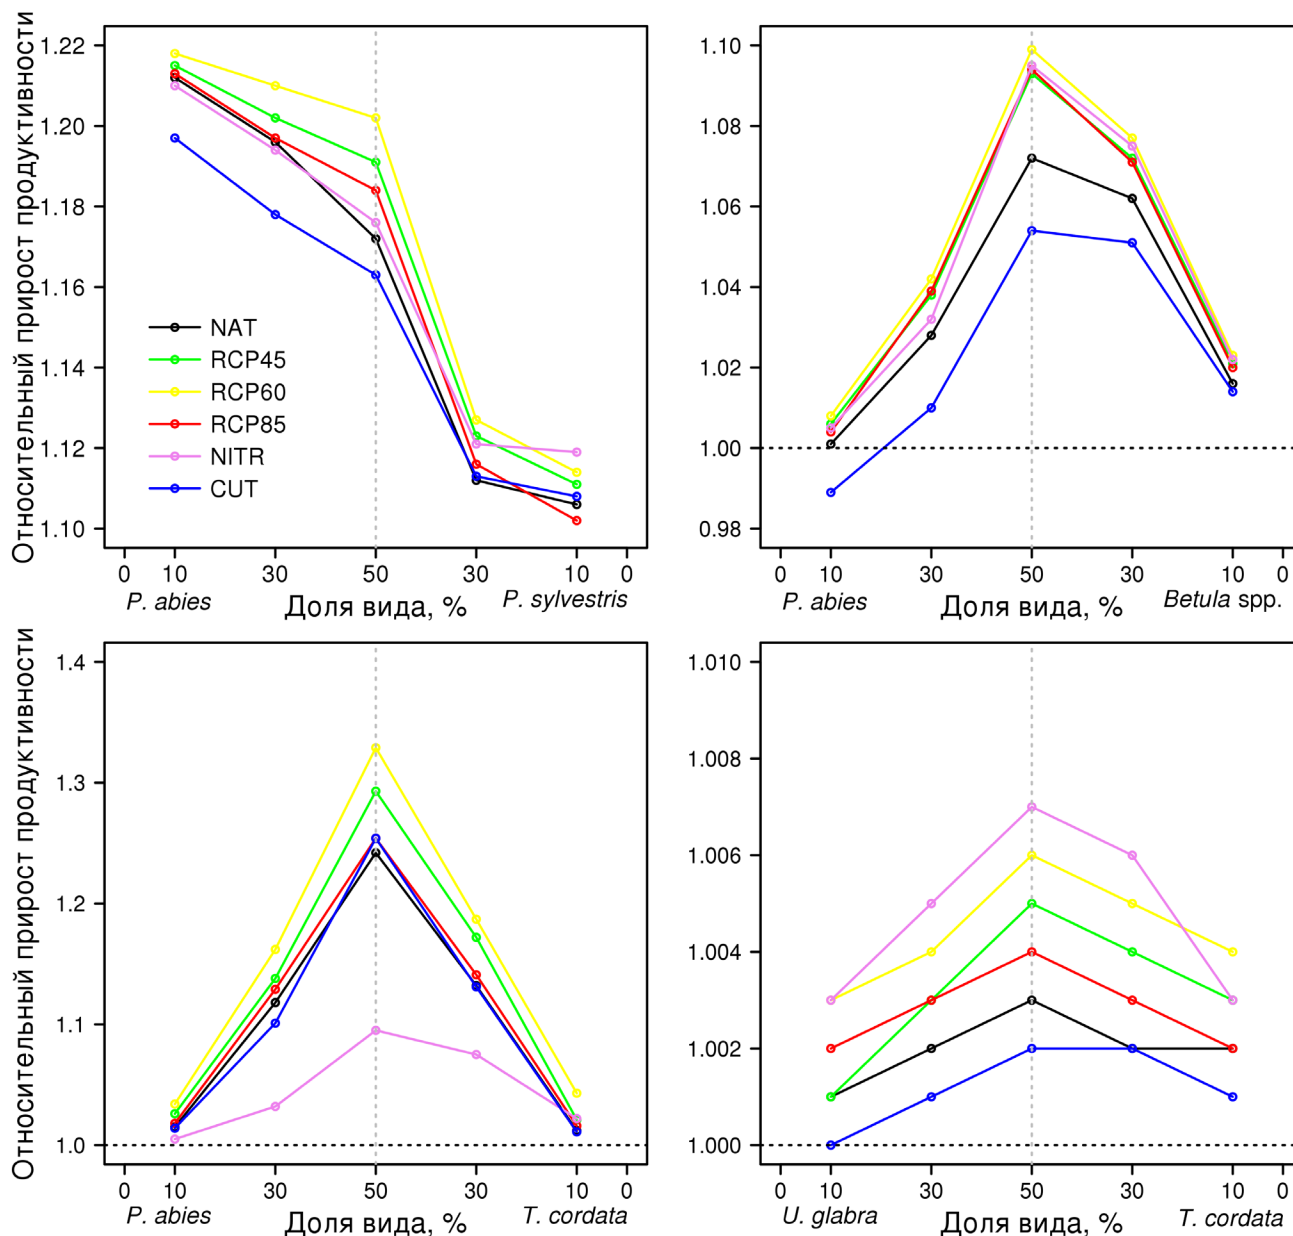 Относительный прирост продуктивности
1.22
1.20
1.18
1.16
1.14
1.12
1.10
NAT
RCP45
RCP60
RCP85
NITR
CUT
0 10 30 50 30 10 0
P. abies Доля вида, % P. sylvestris
1.10
1.08
1.06
1.04
1.02
1.00
0.98
0 10 30 50 30 10 0
P. abies Доля вида, % Betula spp.
Относительный прирост продуктивности
1.4
1.3
1.2
1.1
1.0
0 10 30 50 30 10 0
P. abies Доля вида, % T. cordata
1.010
1.008
1.006
1.004
1.002
1.000
0 10 30 50 30 10 0
U. glabra Доля вида, % T. cordata